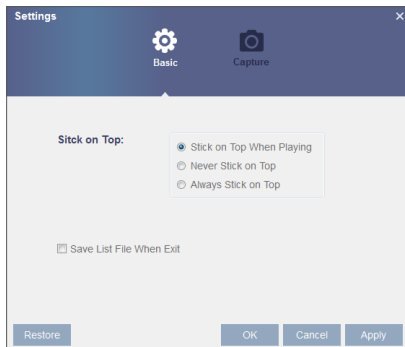 Settings
Basic
Capture
Sitck on Top:
Stick on Top When Playing
Never Stick on Top
Always Stick on Top
Save List File When Exit
Restore
OK
Cancel
Apply